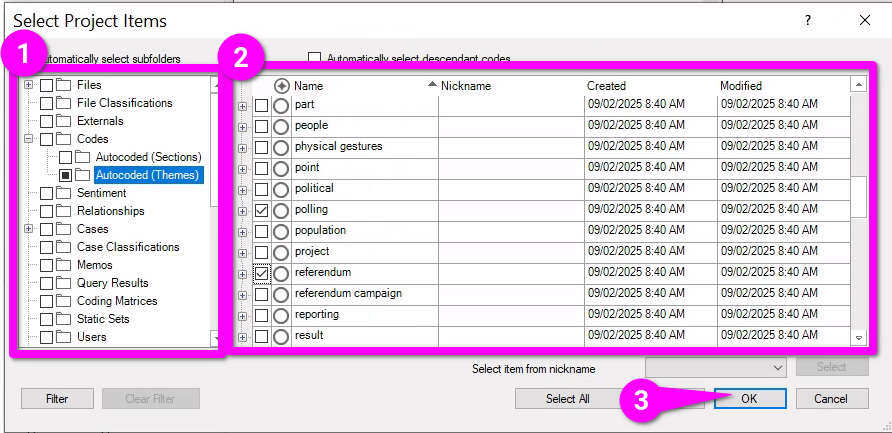 Select Project Items
?
1
2
utomatically select subfolders
Automatically select descendant codes
Files
File Classifications
Externals
Codes
Autocoded (Sections)
Autocoded (Themes)
Sentiment
Relationships
Cases
Case Classifications
Memos
Query Results
Coding Matrices
Static Sets
Users
Name Nickname Created Modified
part 09/02/2025 8:40 AM 09/02/2025 8:40 AM
people 09/02/2025 8:40 AM 09/02/2025 8:40 AM
physical gestures 09/02/2025 8:40 AM 09/02/2025 8:40 AM
point 09/02/2025 8:40 AM 09/02/2025 8:40 AM
political 09/02/2025 8:40 AM 09/02/2025 8:40 AM
polling 09/02/2025 8:40 AM 09/02/2025 8:40 AM
population 09/02/2025 8:40 AM 09/02/2025 8:40 AM
project 09/02/2025 8:40 AM 09/02/2025 8:40 AM
referendum 09/02/2025 8:40 AM 09/02/2025 8:40 AM
referendum campaign 09/02/2025 8:40 AM 09/02/2025 8:40 AM
reporting 09/02/2025 8:40 AM 09/02/2025 8:40 AM
result 09/02/2025 8:40 AM 09/02/2025 8:40 AM
Select item from nickname Select
Filter Clear Filter Select All 3 OK Cancel